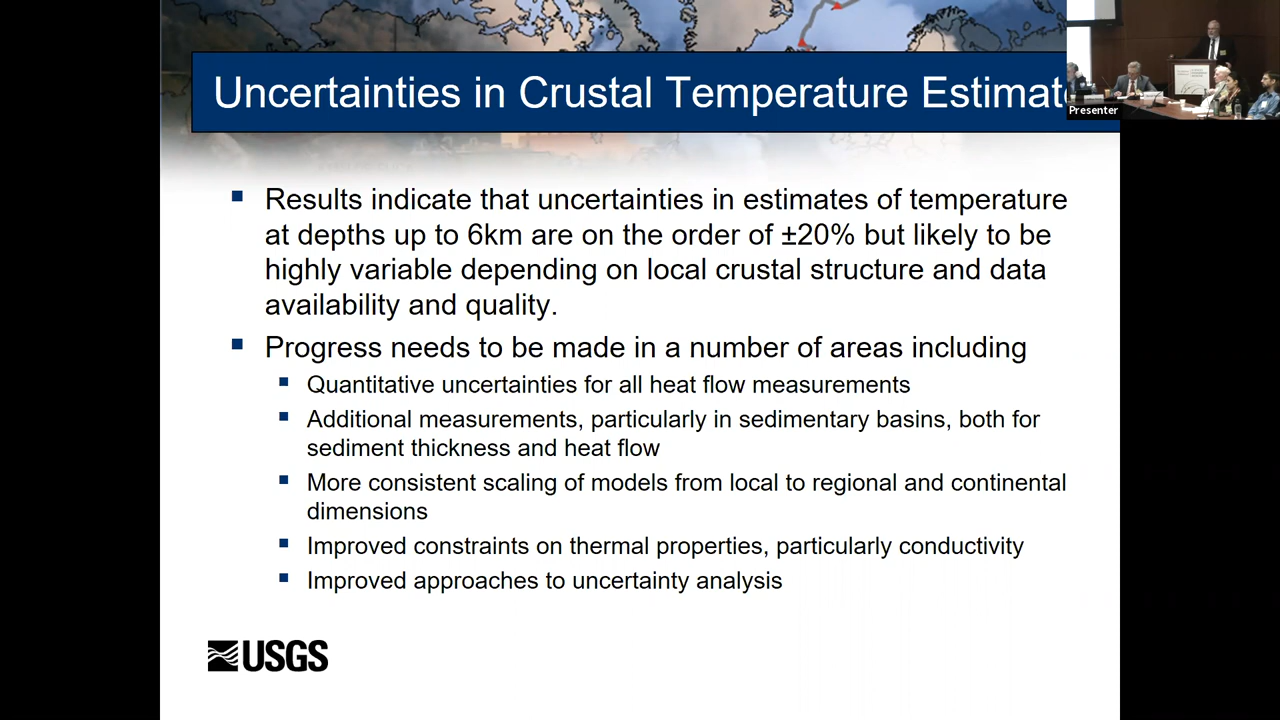 Uncertainties in Crustal Temperature Estimat
Presenter
Results indicate that uncertainties in estimates of temperature
at depths up to 6km are on the order of ±20% but likely to be
highly variable depending on local crustal structure and data
availability and quality.
Progress needs to be made in a number of areas including
Quantitative uncertainties for all heat flow measurements
Additional measurements, particularly in sedimentary basins, both for
sediment thickness and heat flow
More consistent scaling of models from local to regional and continental
dimensions
Improved constraints on thermal properties, particularly conductivity
Improved approaches to uncertainty analysis
USGS